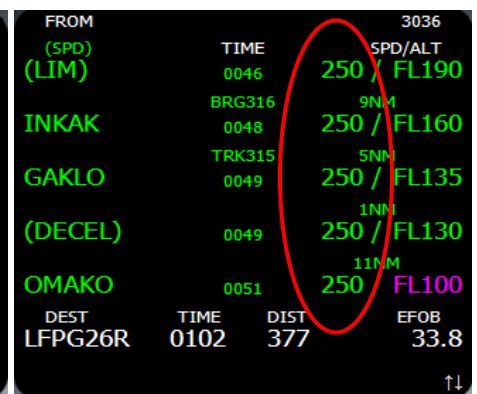 FROM 3036
(SPD) TIME SPD/ALT
(LIM) 0046 250 / FL190
BRG316 9NM
INKAK 0048 250 / FL160
TRK315 5NM
GAKLO 0049 250 / FL135
1NM
(DECEL) 0049 250 / FL130
11NM
OMAKO 0051 250 FL100
DEST TIME DIST EFOB
LFPG26R 0102 377 33.8
↑↓